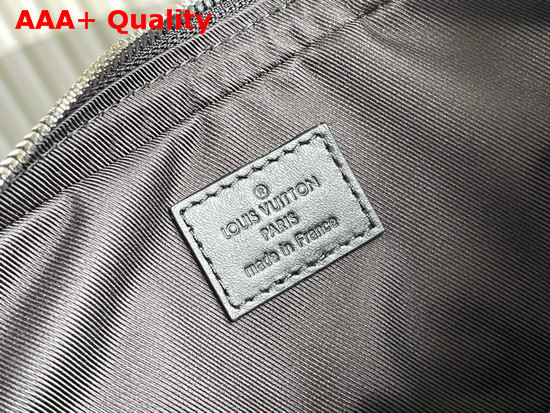 AAA+ Quality
®
LOUIS VUITTON
PARIS
made in France